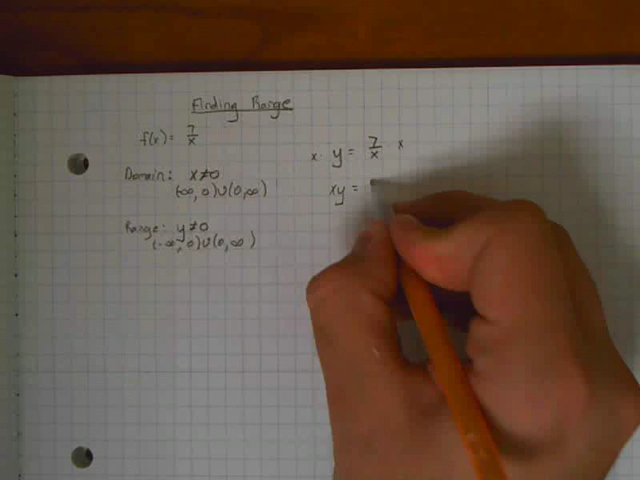 Finding Range
f(x) = 7/x
Domain: x≠0
(∞, 0)∪(0,∞)
Range: y≠0
(-∞, 0)∪(0, ∞)
x· y = 7/x x
xy =